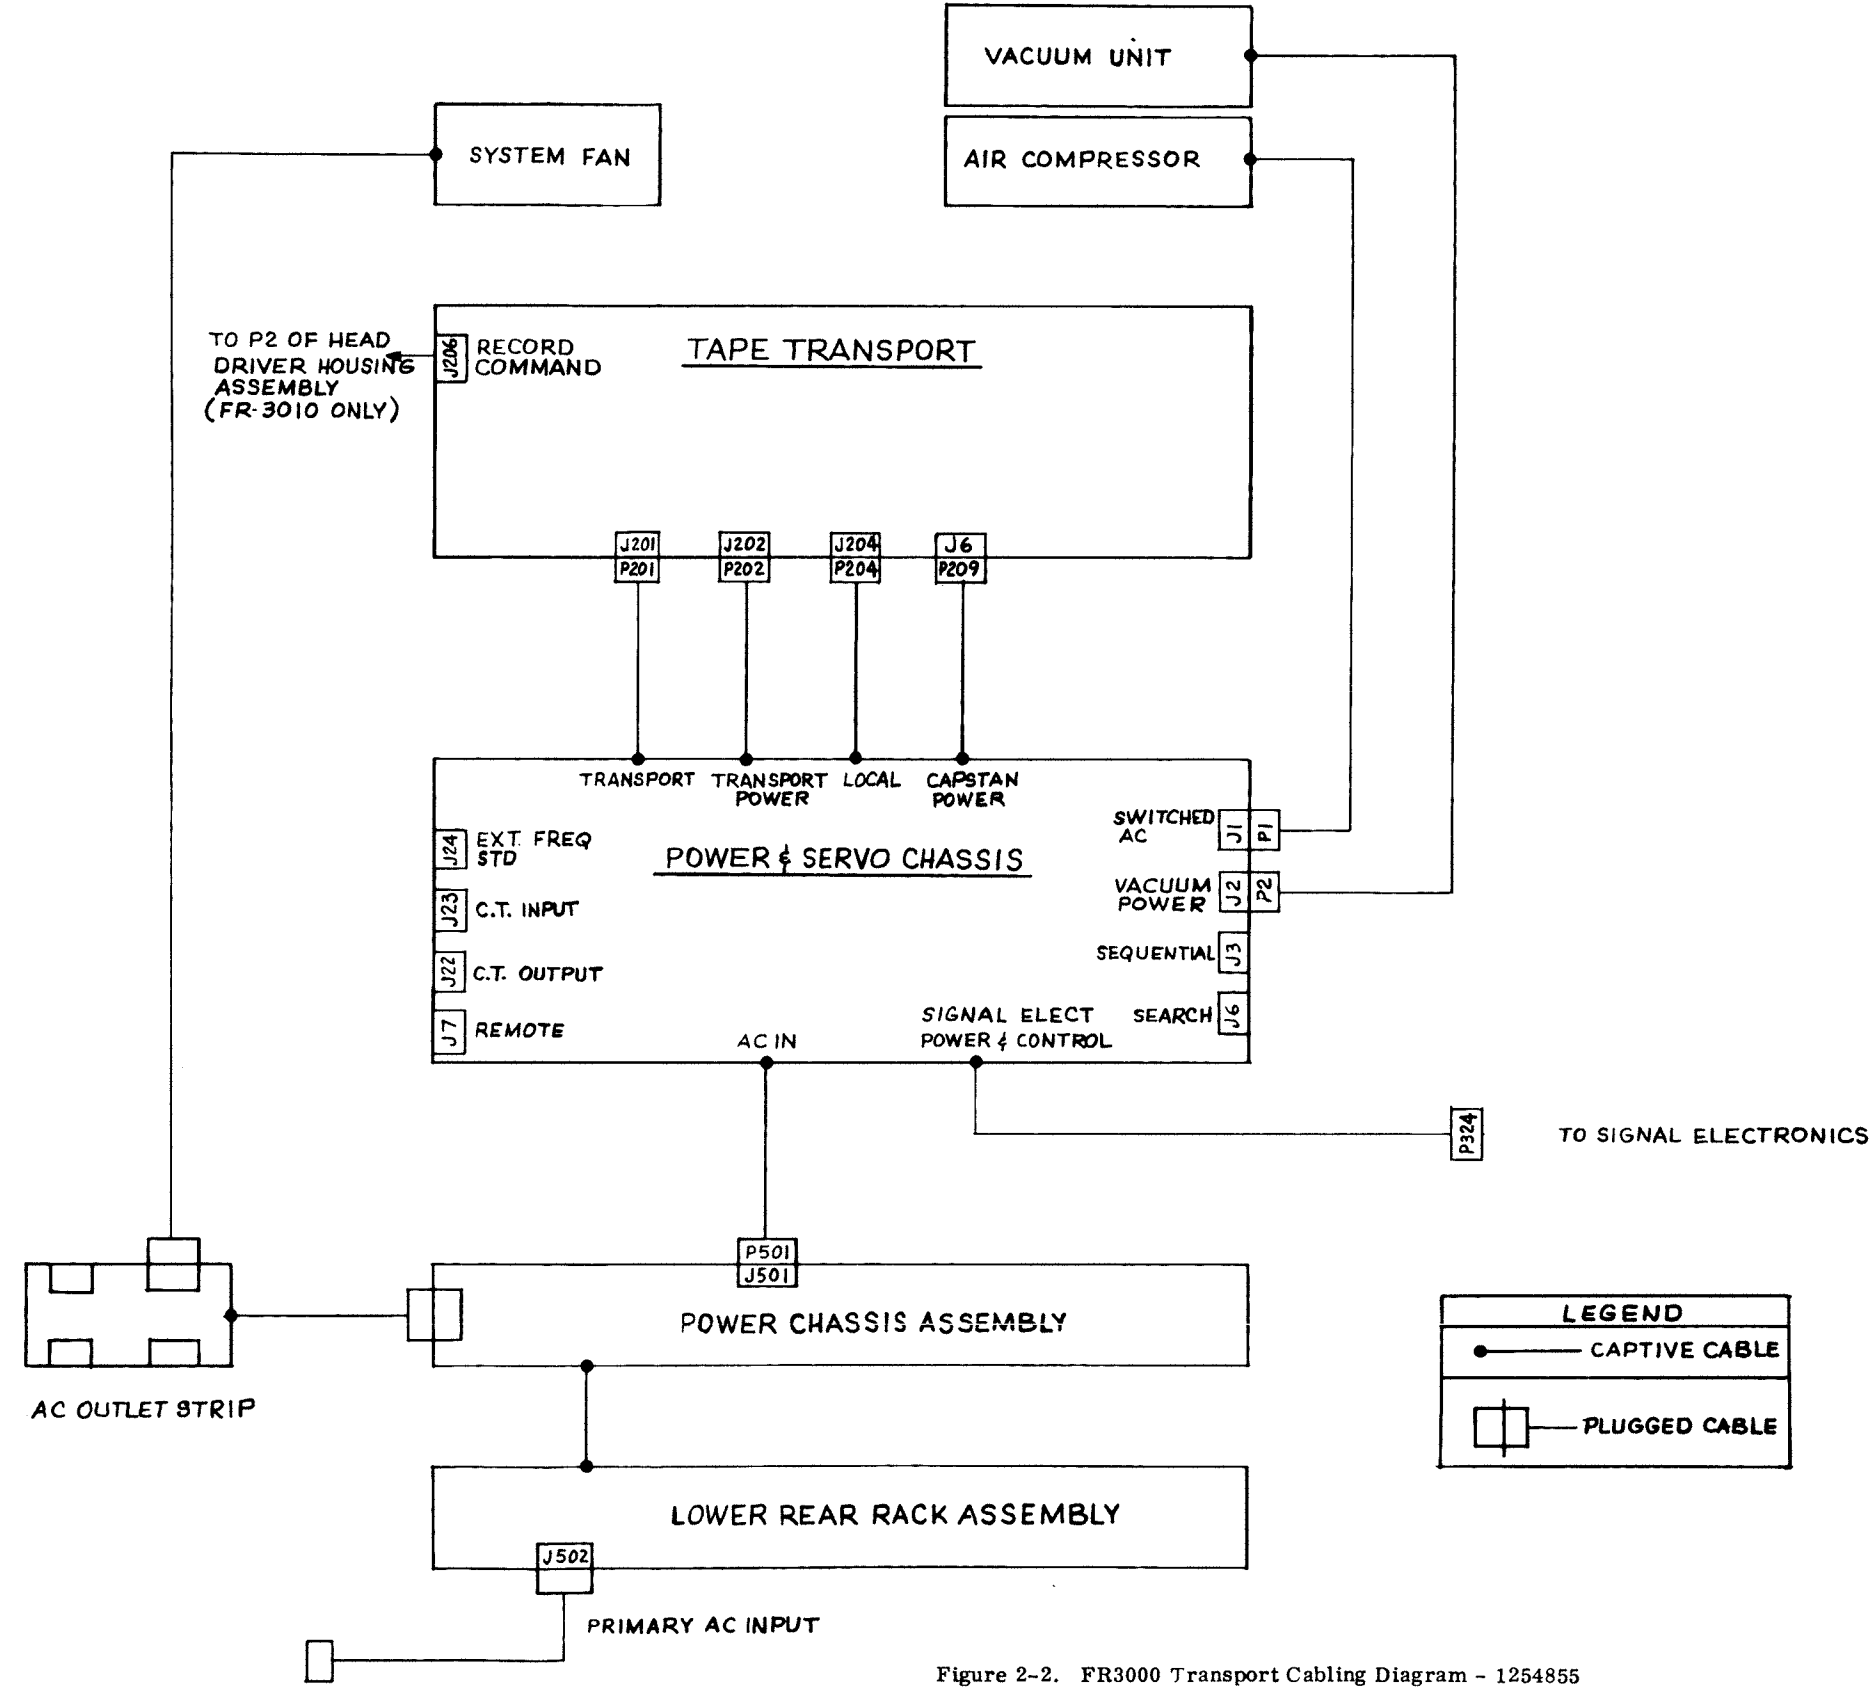 VACUUM UNIT
SYSTEM FAN
AIR COMPRESSOR
TO P2 OF HEAD
DRIVER HOUSING
ASSEMBLY
(FR-3010 ONLY)
J206
RECORD
COMMAND
TAPE TRANSPORT
J201
J202
J204
J6
P201
P202
P204
P209
TRANSPORT
TRANSPORT
POWER
LOCAL
CAPSTAN
POWER
SWITCHED
AC
J1
P1
J24
EXT. FREQ
STD
POWER & SERVO CHASSIS
VACUUM
POWER
J2
P2
J23
C.T. INPUT
SEQUENTIAL
J3
J22
C.T. OUTPUT
SEARCH
J6
J7
REMOTE
AC IN
SIGNAL ELECT
POWER & CONTROL
P324
TO SIGNAL ELECTRONICS
P501
J501
POWER CHASSIS ASSEMBLY
LEGEND
CAPTIVE CABLE
PLUGGED CABLE
AC OUTLET STRIP
LOWER REAR RACK ASSEMBLY
J502
PRIMARY AC INPUT
Figure 2-2. FR3000 Transport Cabling Diagram - 1254855